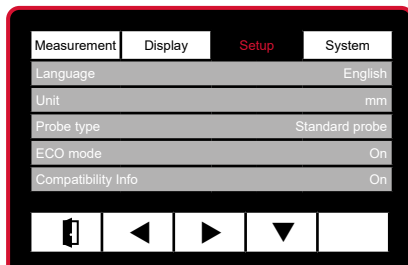 Measurement Display Setup System
Language English
Unit mm
Probe type Standard probe
ECO mode On
Compatibility Info On